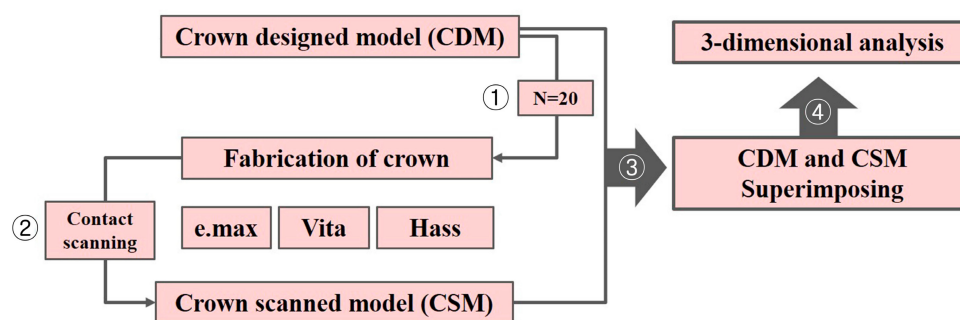 Crown designed model (CDM)
3-dimensional analysis
① N=20
④
Fabrication of crown
③
CDM and CSM
Superimposing
② Contact
scanning
e.max Vita Hass
Crown scanned model (CSM)